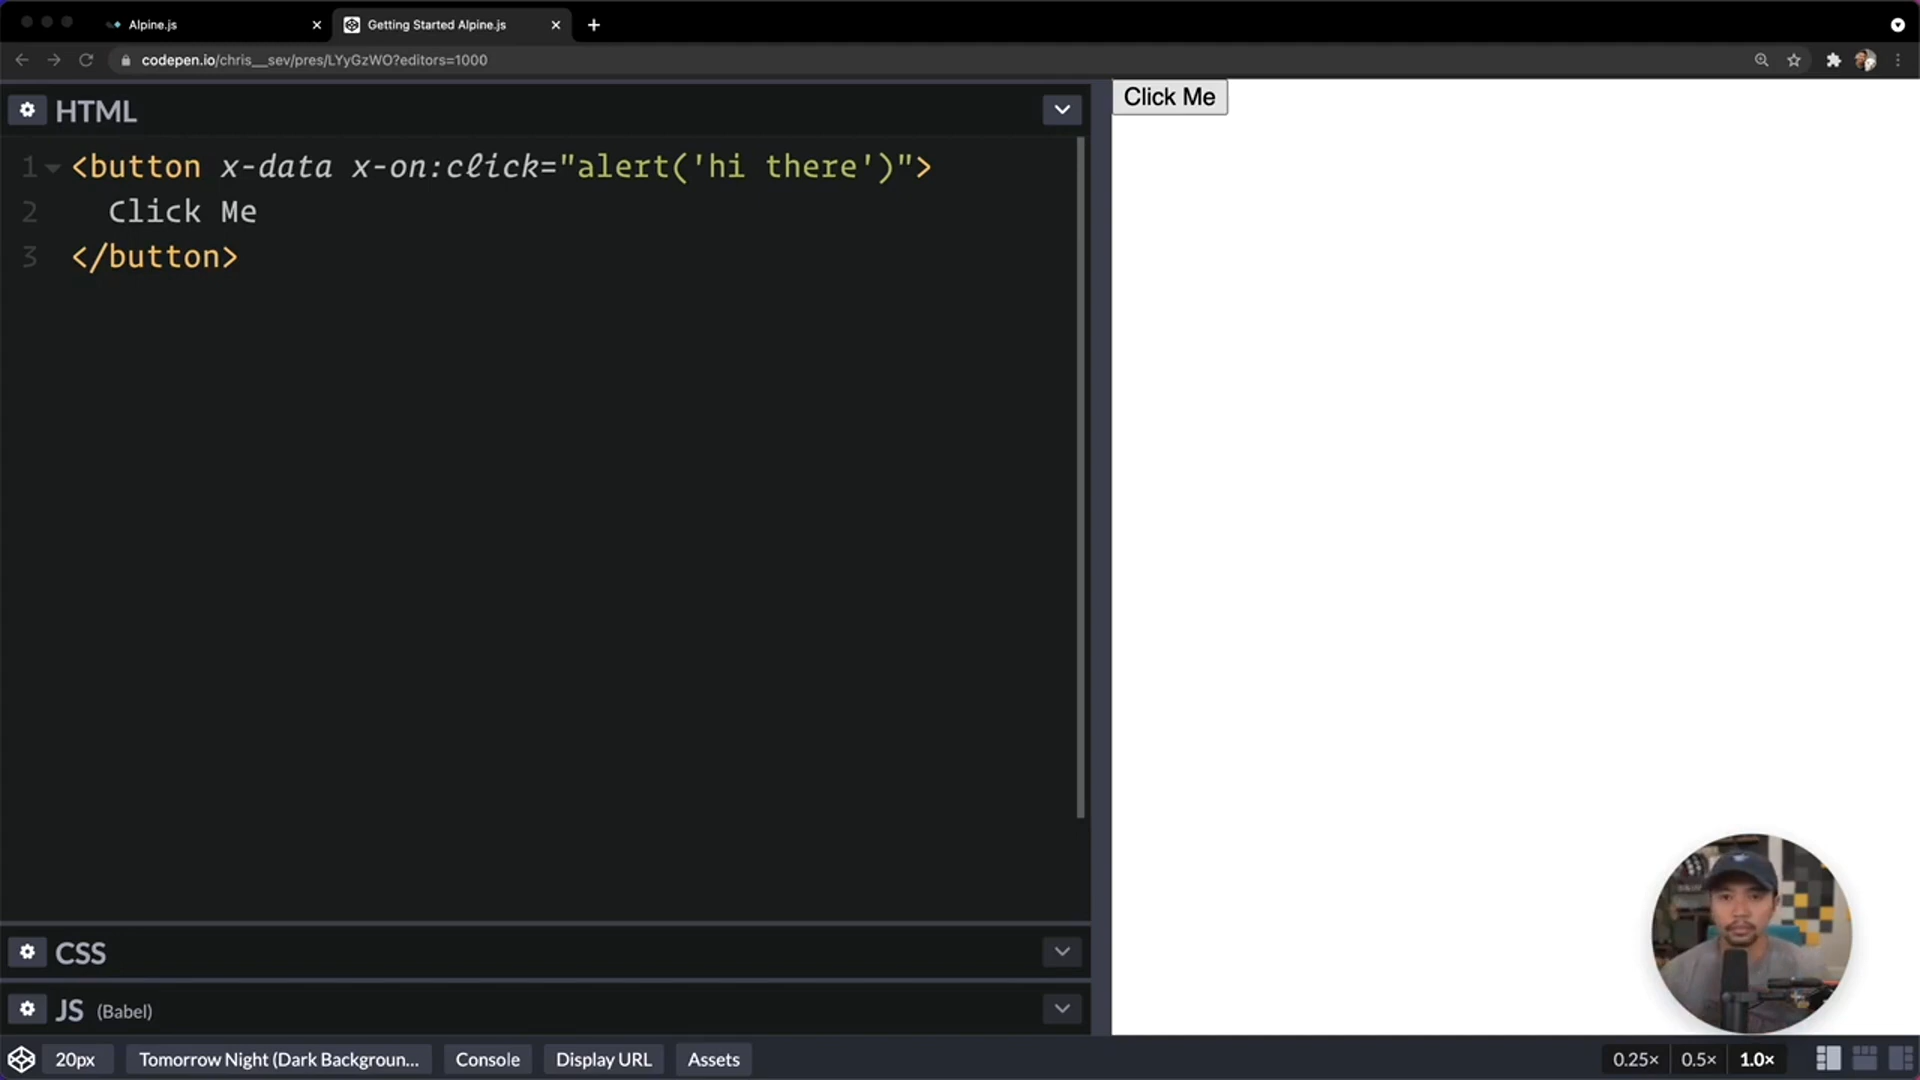 Alpine.js
Getting Started Alpine.js
codepen.io/chris__sev/pres/LYyGzWO?editors=1000
HTML
1 <button x-data x-on:click="alert('hi there')">
2 Click Me
3 </button>
Click Me
CSS
JS (Babel)
20px Tomorrow Night (Dark Backgroun... Console Display URL Assets 0.25× 0.5× 1.0×